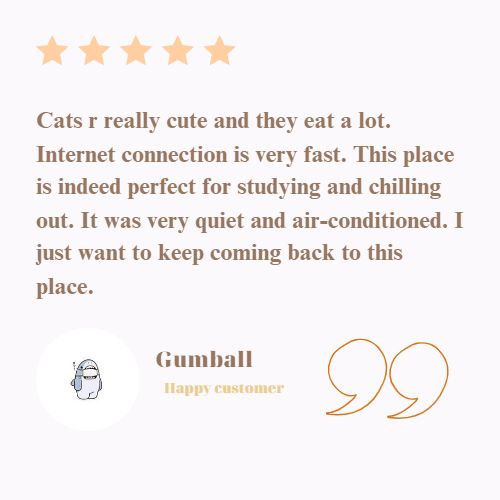 Cats r really cute and they eat a lot.
Internet connection is very fast. This place
is indeed perfect for studying and chilling
out. It was very quiet and air-conditioned. I
just want to keep coming back to this
place.
Gumball
Happy customer